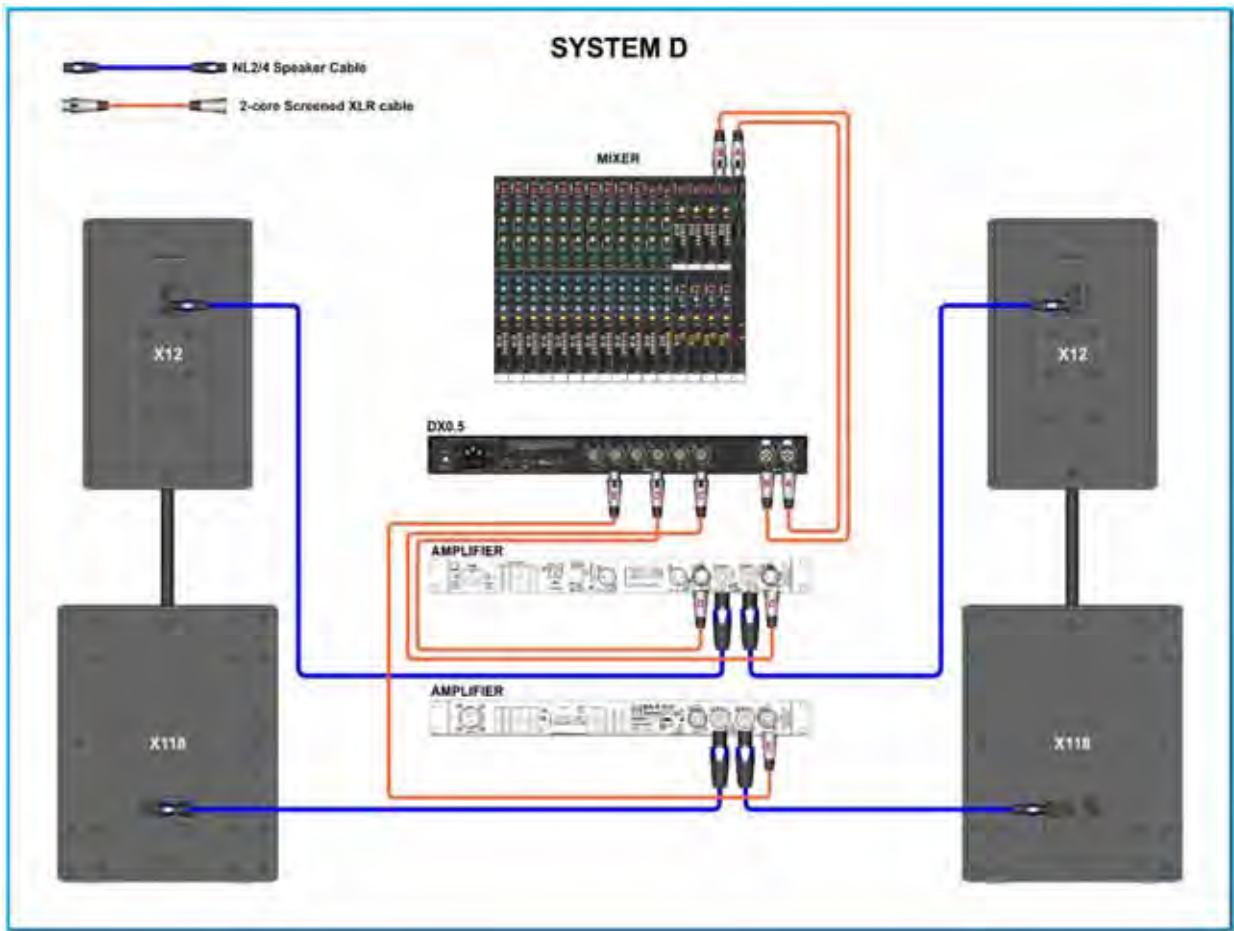 SYSTEM D
NL2/4 Speaker Cable
2-core Screened XLR cable
MIXER
X12
X12
DX0.5
AMPLIFIER
AMPLIFIER
X118
X118